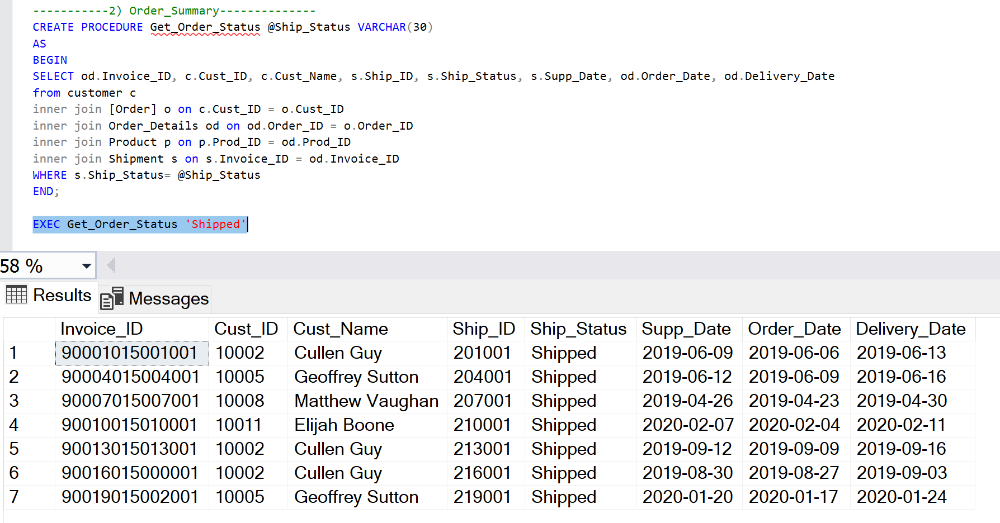 -----------2) Order_Summary--------------
CREATE PROCEDURE Get_Order_Status @Ship_Status VARCHAR(30)
AS
BEGIN
SELECT od.Invoice_ID, c.Cust_ID, c.Cust_Name, s.Ship_ID, s.Ship_Status, s.Supp_Date, od.Order_Date, od.Delivery_Date
from customer c
inner join [Order] o on c.Cust_ID = o.Cust_ID
inner join Order_Details od on od.Order_ID = o.Order_ID
inner join Product p on p.Prod_ID = od.Prod_ID
inner join Shipment s on s.Invoice_ID = od.Invoice_ID
WHERE s.Ship_Status= @Ship_Status
END;
EXEC Get_Order_Status 'Shipped'
58 %
Results Messages
Invoice_ID Cust_ID Cust_Name Ship_ID Ship_Status Supp_Date Order_Date Delivery_Date
1 90001015001001 10002 Cullen Guy 201001 Shipped 2019-06-09 2019-06-06 2019-06-13
2 90004015004001 10005 Geoffrey Sutton 204001 Shipped 2019-06-12 2019-06-09 2019-06-16
3 90007015007001 10008 Matthew Vaughan 207001 Shipped 2019-04-26 2019-04-23 2019-04-30
4 90010015010001 10011 Elijah Boone 210001 Shipped 2020-02-07 2020-02-04 2020-02-11
5 90013015013001 10002 Cullen Guy 213001 Shipped 2019-09-12 2019-09-09 2019-09-16
6 90016015000001 10002 Cullen Guy 216001 Shipped 2019-08-30 2019-08-27 2019-09-03
7 90019015002001 10005 Geoffrey Sutton 219001 Shipped 2020-01-20 2020-01-17 2020-01-24